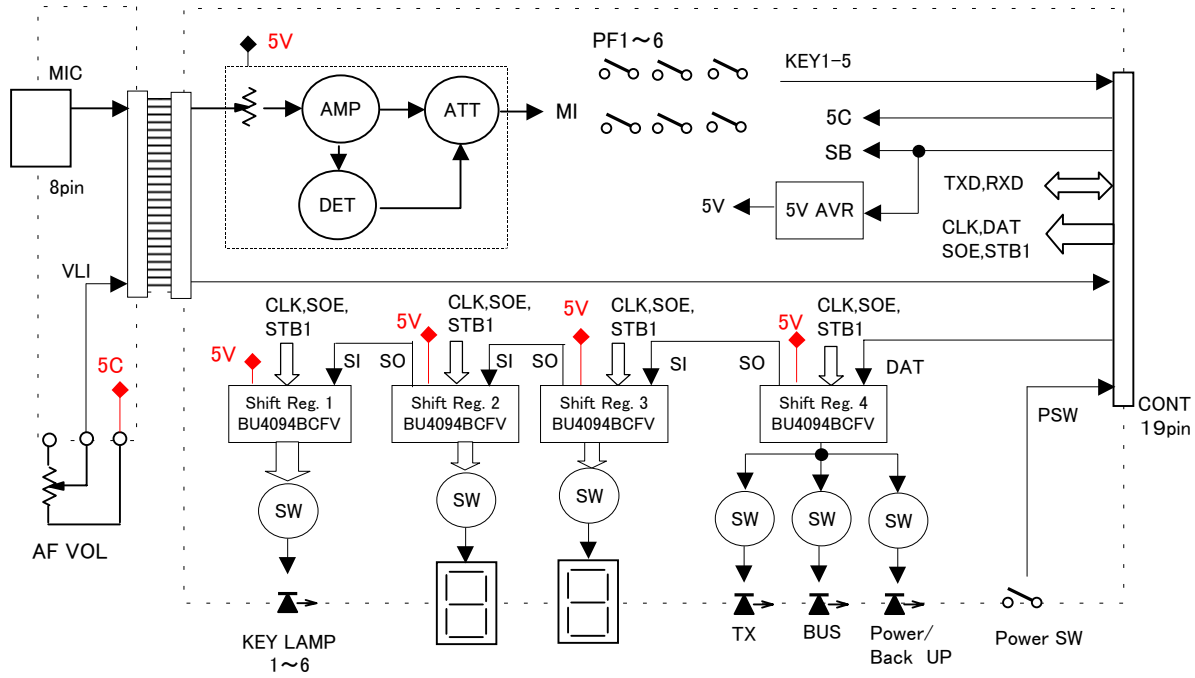 5V
PF1～6
MIC
KEY1-5
AMP
ATT
MI
5C
SB
8pin
DET
TXD,RXD
5V
5V AVR
CLK,DAT
SOE,STB1
VLI
CLK,SOE,
STB1
CLK,SOE,
STB1
CLK,SOE,
STB1
CLK,SOE,
STB1
5V
5V
5V
5V
SI
SO
SI
SO
SI
SO
DAT
5C
Shift Reg. 1
BU4094BCFV
Shift Reg. 2
BU4094BCFV
Shift Reg. 3
BU4094BCFV
Shift Reg. 4
BU4094BCFV
PSW
CONT
19pin
SW
SW
SW
SW
SW
SW
AF VOL
KEY LAMP
1～6
TX
BUS
Power/
Back UP
Power SW